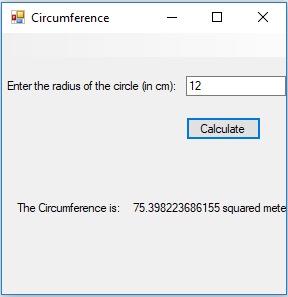 Circumference
Enter the radius of the circle (in cm): 12
Calculate
The Circumference is: 75.398223686155 squared mete